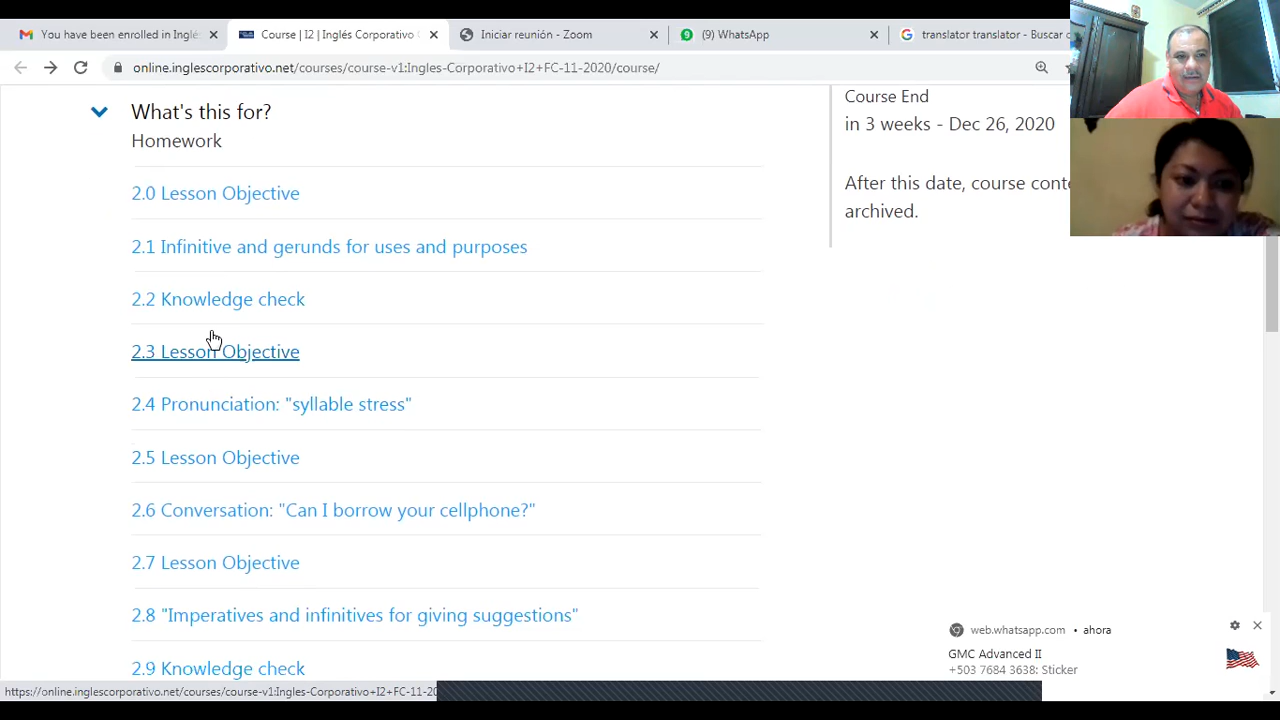 You have been enrolled in Inglé
Course | I2 | Inglés Corporativo
Iniciar reunión - Zoom
(9) WhatsApp
translator translator - Buscar c
online.inglescorporativo.net/courses/course-v1:Ingles-Corporativo+I2+FC-11-2020/course/
What's this for?
Homework
2.0 Lesson Objective
2.1 Infinitive and gerunds for uses and purposes
2.2 Knowledge check
2.3 Lesson Objective
2.4 Pronunciation: "syllable stress"
2.5 Lesson Objective
2.6 Conversation: "Can I borrow your cellphone?"
2.7 Lesson Objective
2.8 "Imperatives and infinitives for giving suggestions"
2.9 Knowledge check
Course End
in 3 weeks - Dec 26, 2020
After this date, course conte
archived.
web.whatsapp.com • ahora
GMC Advanced II
+503 7684 3638: Sticker
https://online.inglescorporativo.net/courses/course-v1:Ingles-Corporativo+I2+FC-11-20